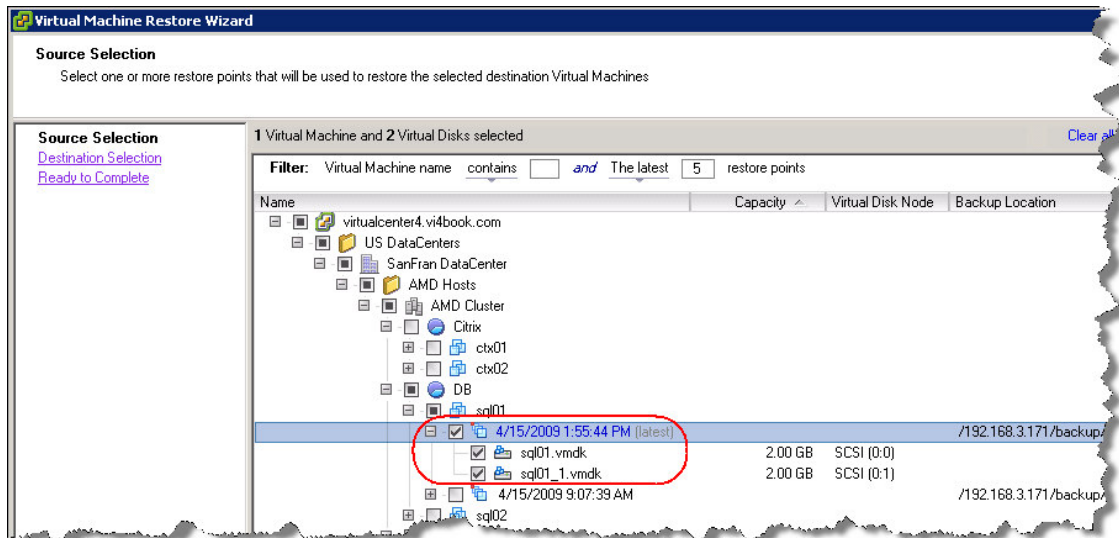 Virtual Machine Restore Wizard
Source Selection
Select one or more restore points that will be used to restore the selected destination Virtual Machines
Source Selection
Destination Selection
Ready to Complete
1 Virtual Machine and 2 Virtual Disks selected Clear all
Filter: Virtual Machine name contains and The latest 5 restore points
Name Capacity Virtual Disk Node Backup Location
virtualcenter4.vi4book.com
US DataCenters
SanFran DataCenter
AMD Hosts
AMD Cluster
Citrix
ctx01
ctx02
DB
sql01
4/15/2009 1:55:44 PM (latest) /192.168.3.171/backup/
sql01.vmdk 2.00 GB SCSI (0:0)
sql01_1.vmdk 2.00 GB SCSI (0:1)
4/15/2009 9:07:39 AM /192.168.3.171/backup/
sql02